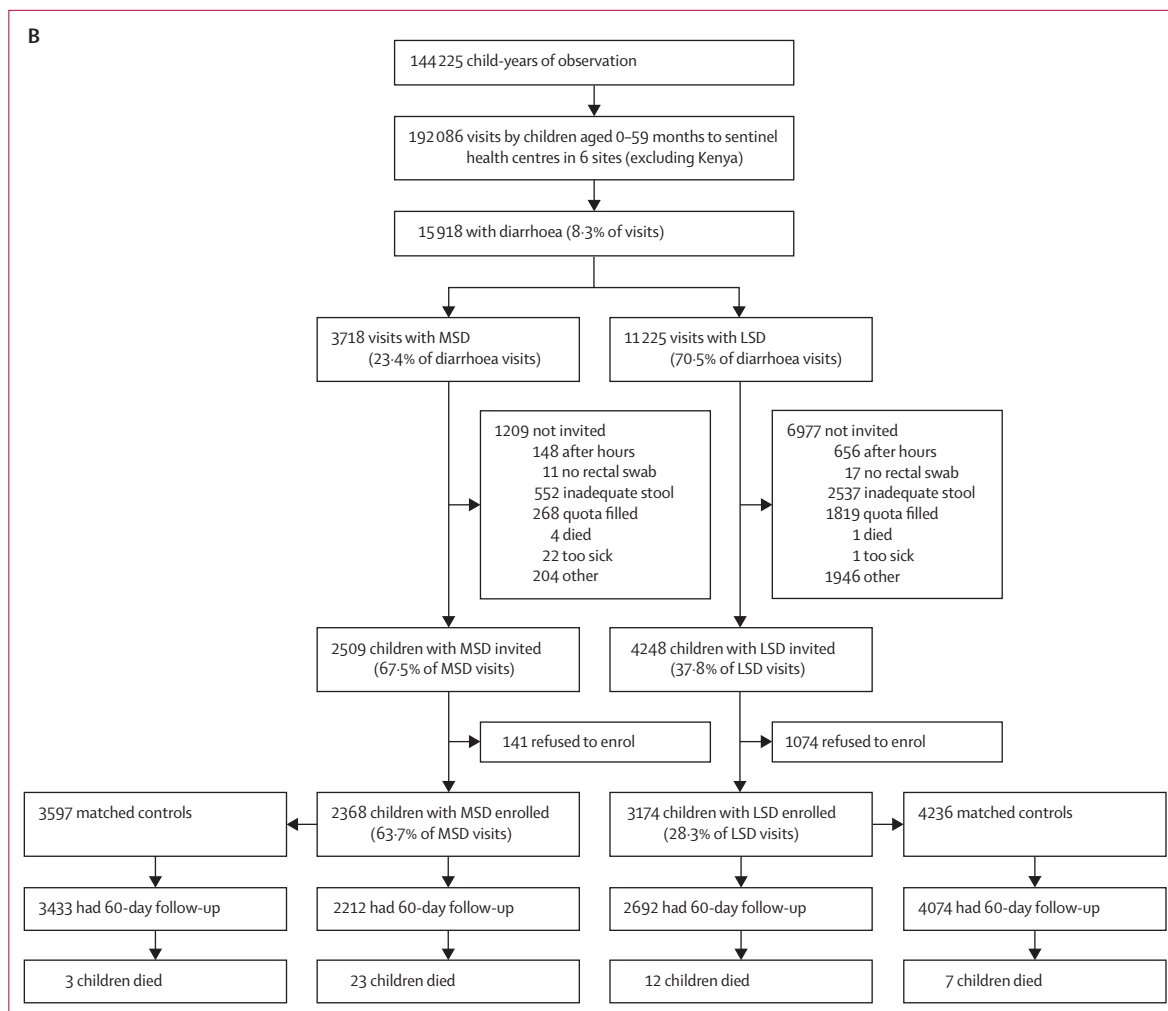 B
144 225 child-years of observation
192 086 visits by children aged 0–59 months to sentinel
health centres in 6 sites (excluding Kenya)
15 918 with diarrhoea (8·3% of visits)
3718 visits with MSD
(23·4% of diarrhoea visits)
11 225 visits with LSD
(70·5% of diarrhoea visits)
1209 not invited
148 after hours
11 no rectal swab
552 inadequate stool
268 quota filled
4 died
22 too sick
204 other
6977 not invited
656 after hours
17 no rectal swab
2537 inadequate stool
1819 quota filled
1 died
1 too sick
1946 other
2509 children with MSD invited
(67·5% of MSD visits)
4248 children with LSD invited
(37·8% of LSD visits)
141 refused to enrol
1074 refused to enrol
3597 matched controls
2368 children with MSD enrolled
(63·7% of MSD visits)
3174 children with LSD enrolled
(28·3% of LSD visits)
4236 matched controls
3433 had 60-day follow-up
2212 had 60-day follow-up
2692 had 60-day follow-up
4074 had 60-day follow-up
3 children died
23 children died
12 children died
7 children died